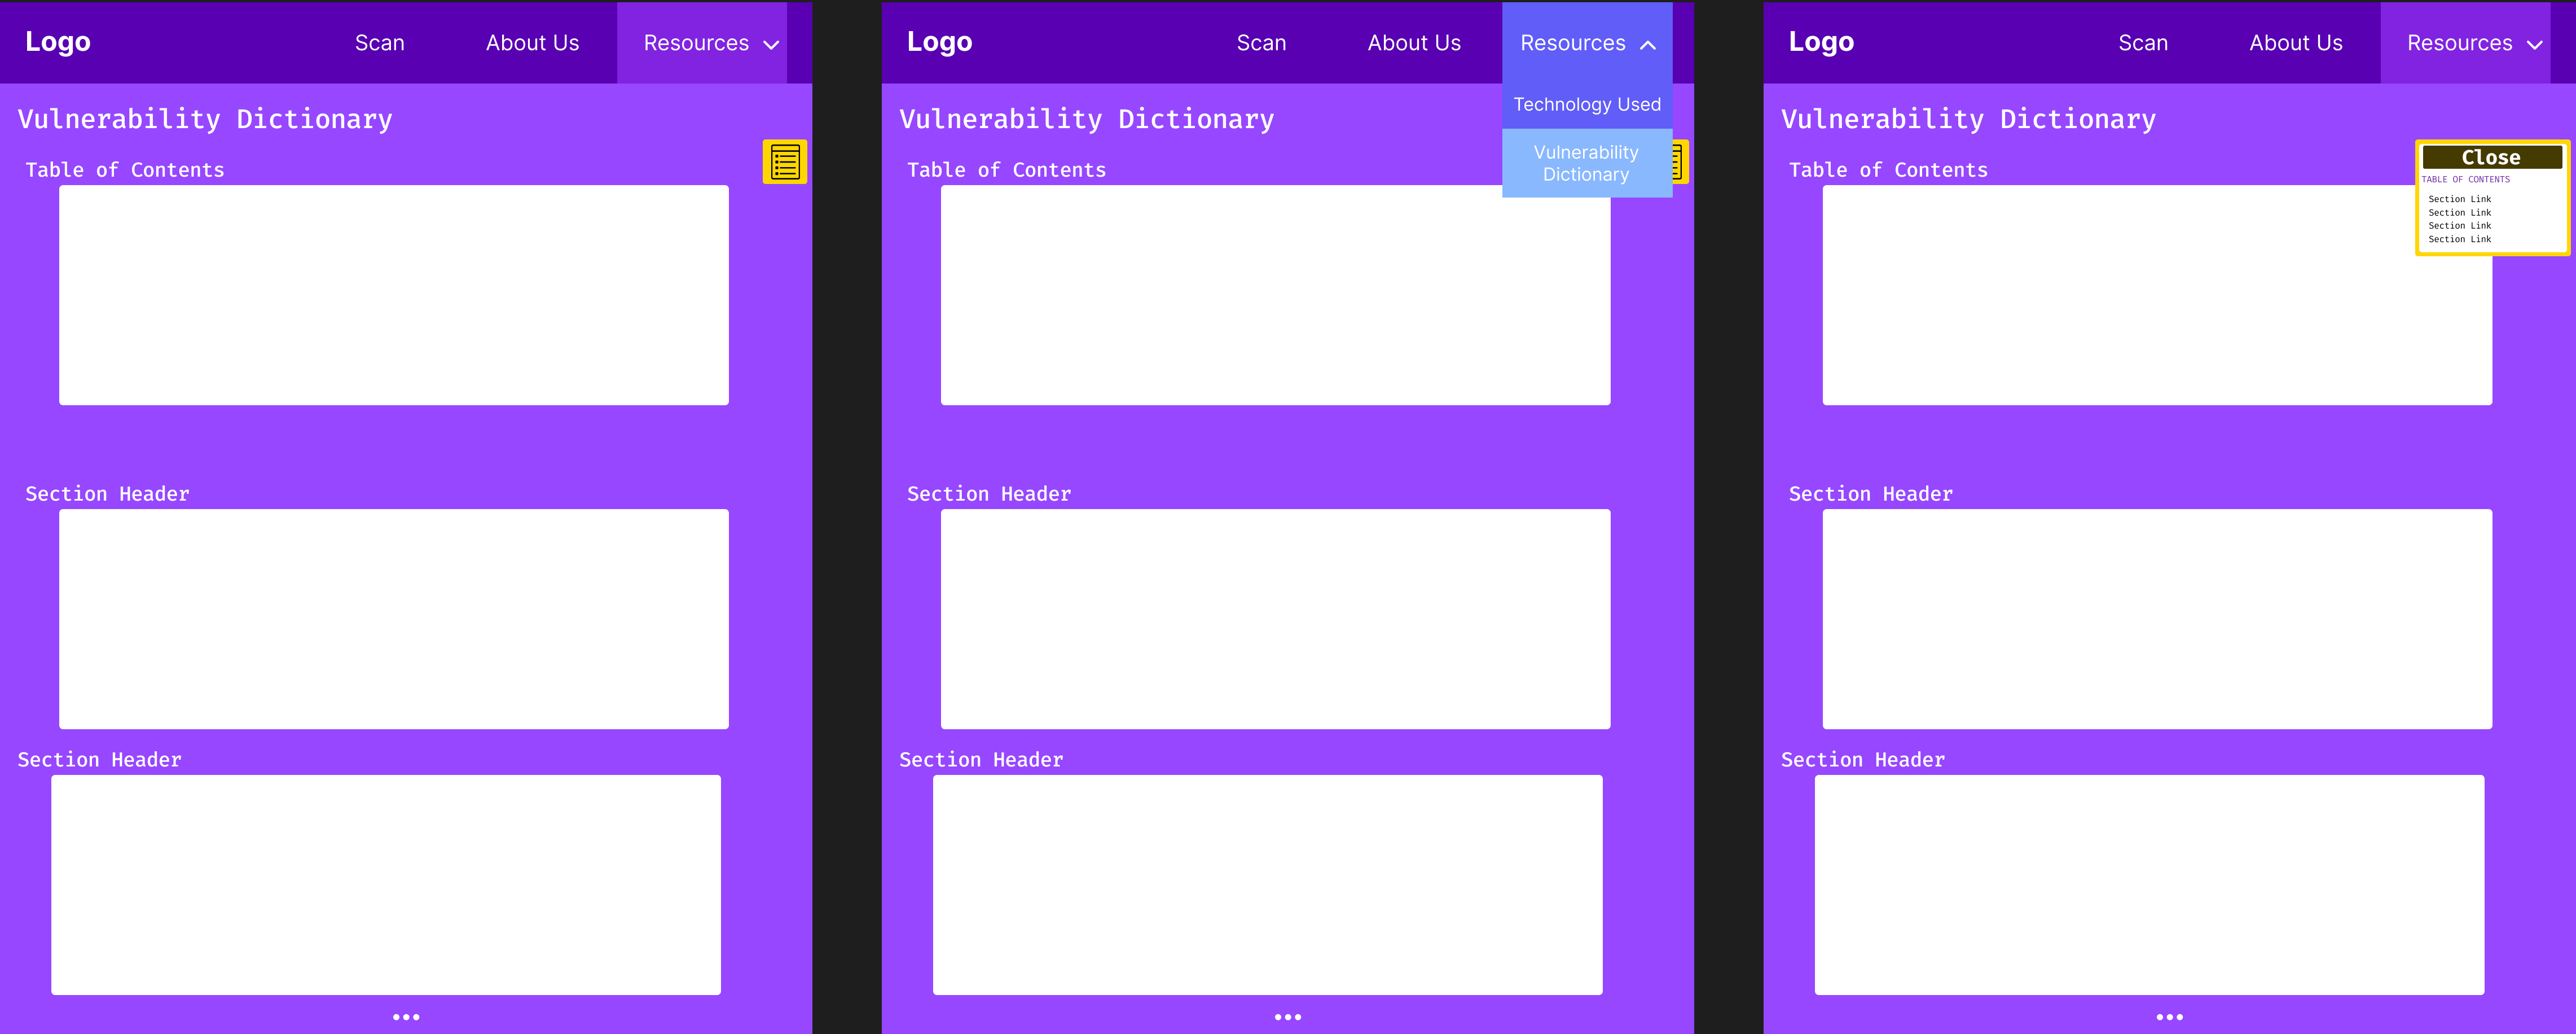 Logo
Scan
About Us
Resources
Vulnerability Dictionary
Table of Contents
Section Header
Section Header
Logo
Scan
About Us
Resources
Technology Used
Vulnerability
Dictionary
Vulnerability Dictionary
Table of Contents
Section Header
Section Header
Logo
Scan
About Us
Resources
Vulnerability Dictionary
Table of Contents
Close
TABLE OF CONTENTS
Section Link
Section Link
Section Link
Section Link
Section Header
Section Header